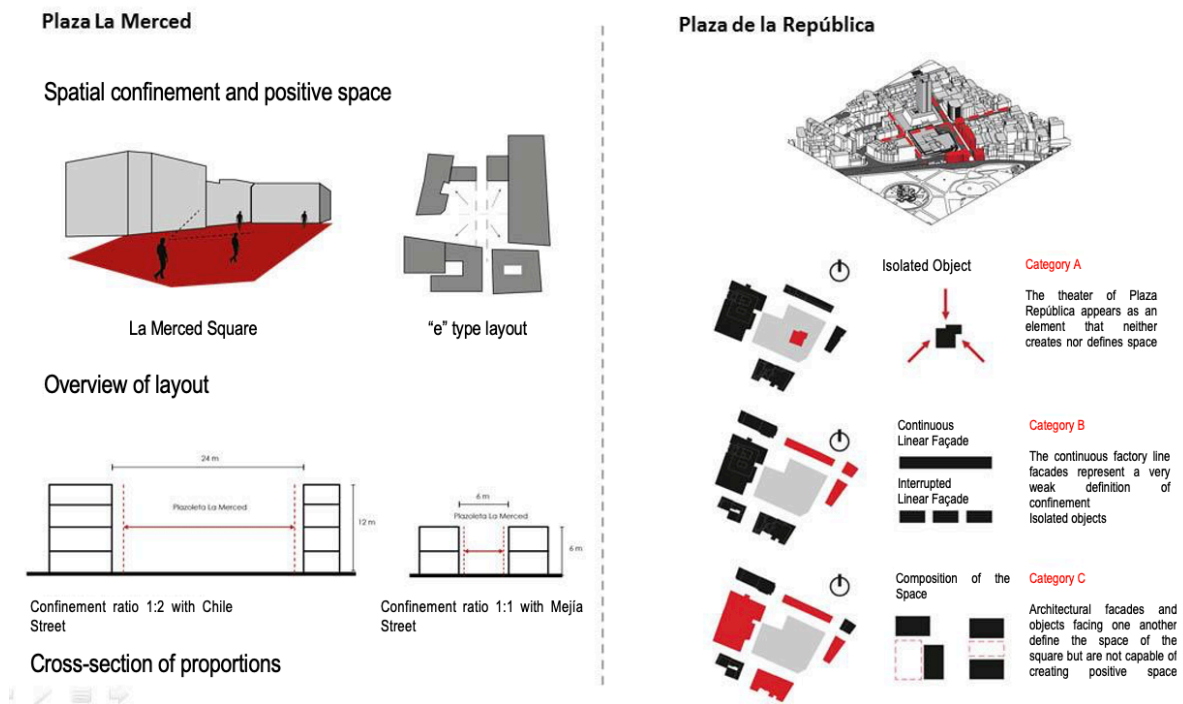 Plaza La Merced
Spatial confinement and positive space
La Merced Square
“e” type layout
Overview of layout
24 m
Plazoleta La Merced
12 m
6 m
Plazoleta La Merced
6 m
Confinement ratio 1:2 with Chile
Street
Confinement ratio 1:1 with Mejía
Street
Cross-section of proportions
Plaza de la República
Isolated Object
Category A
The theater of Plaza
República appears as an
element that neither
creates nor defines space
Continuous
Linear Façade
Interrupted
Linear Façade
Category B
The continuous factory line
facades represent a very
weak definition of
confinement
Isolated objects
Composition of the
Space
Category C
Architectural facades and
objects facing one another
define the space of the
square but are not capable of
creating positive space